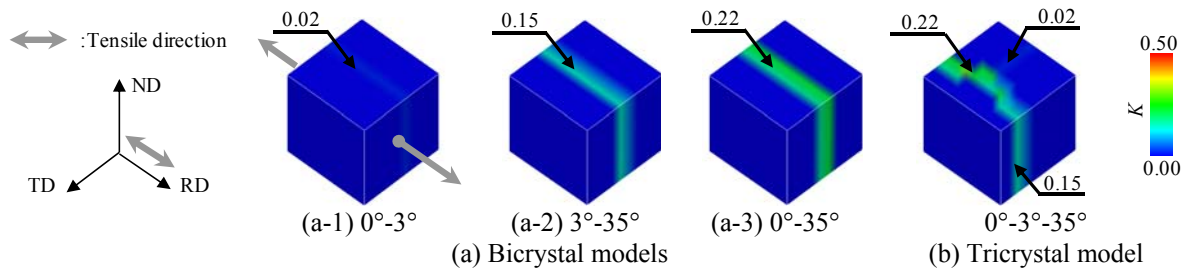 :Tensile direction
ND
TD
RD
0.02
0.15
0.22
0.22
0.02
0.15
0.50
K
0.00
(a-1) 0°-3°
(a-2) 3°-35°
(a-3) 0°-35°
0°-3°-35°
(a) Bicrystal models
(b) Tricrystal model